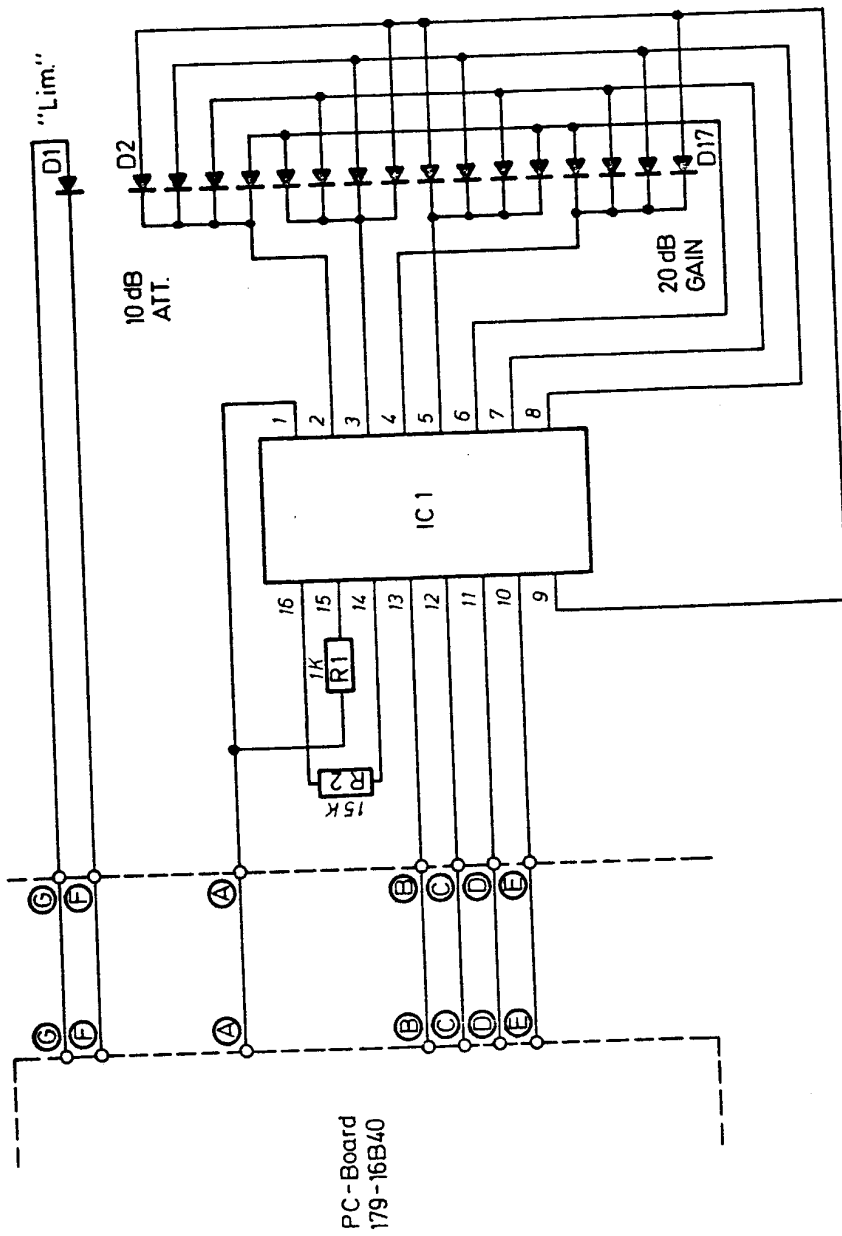 "Lim."
D1
D2
10 dB
ATT.
20 dB
GAIN
D17
1
2
3
4
5
6
7
8
IC 1
16
15
14
13
12
11
10
9
1K
R1
R2
15K
G
F
A
B
C
D
E
G
F
A
B
C
D
E
PC-Board
179-16B40